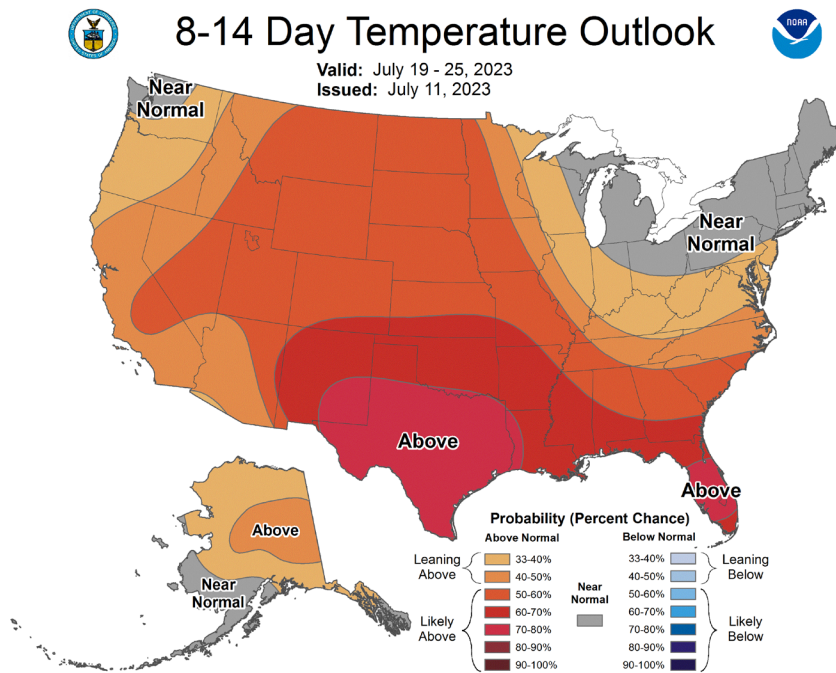 8-14 Day Temperature Outlook
NOAA
Valid: July 19 - 25, 2023
Issued: July 11, 2023
Near
Normal
Near
Normal
Above
Above
Above
Near
Normal
Probability (Percent Chance)
Above Normal
Below Normal
Leaning
Above
33-40%
40-50%
Likely
Above
50-60%
60-70%
70-80%
80-90%
90-100%
Near
Normal
33-40%
40-50%
Leaning
Below
50-60%
60-70%
70-80%
80-90%
90-100%
Likely
Below